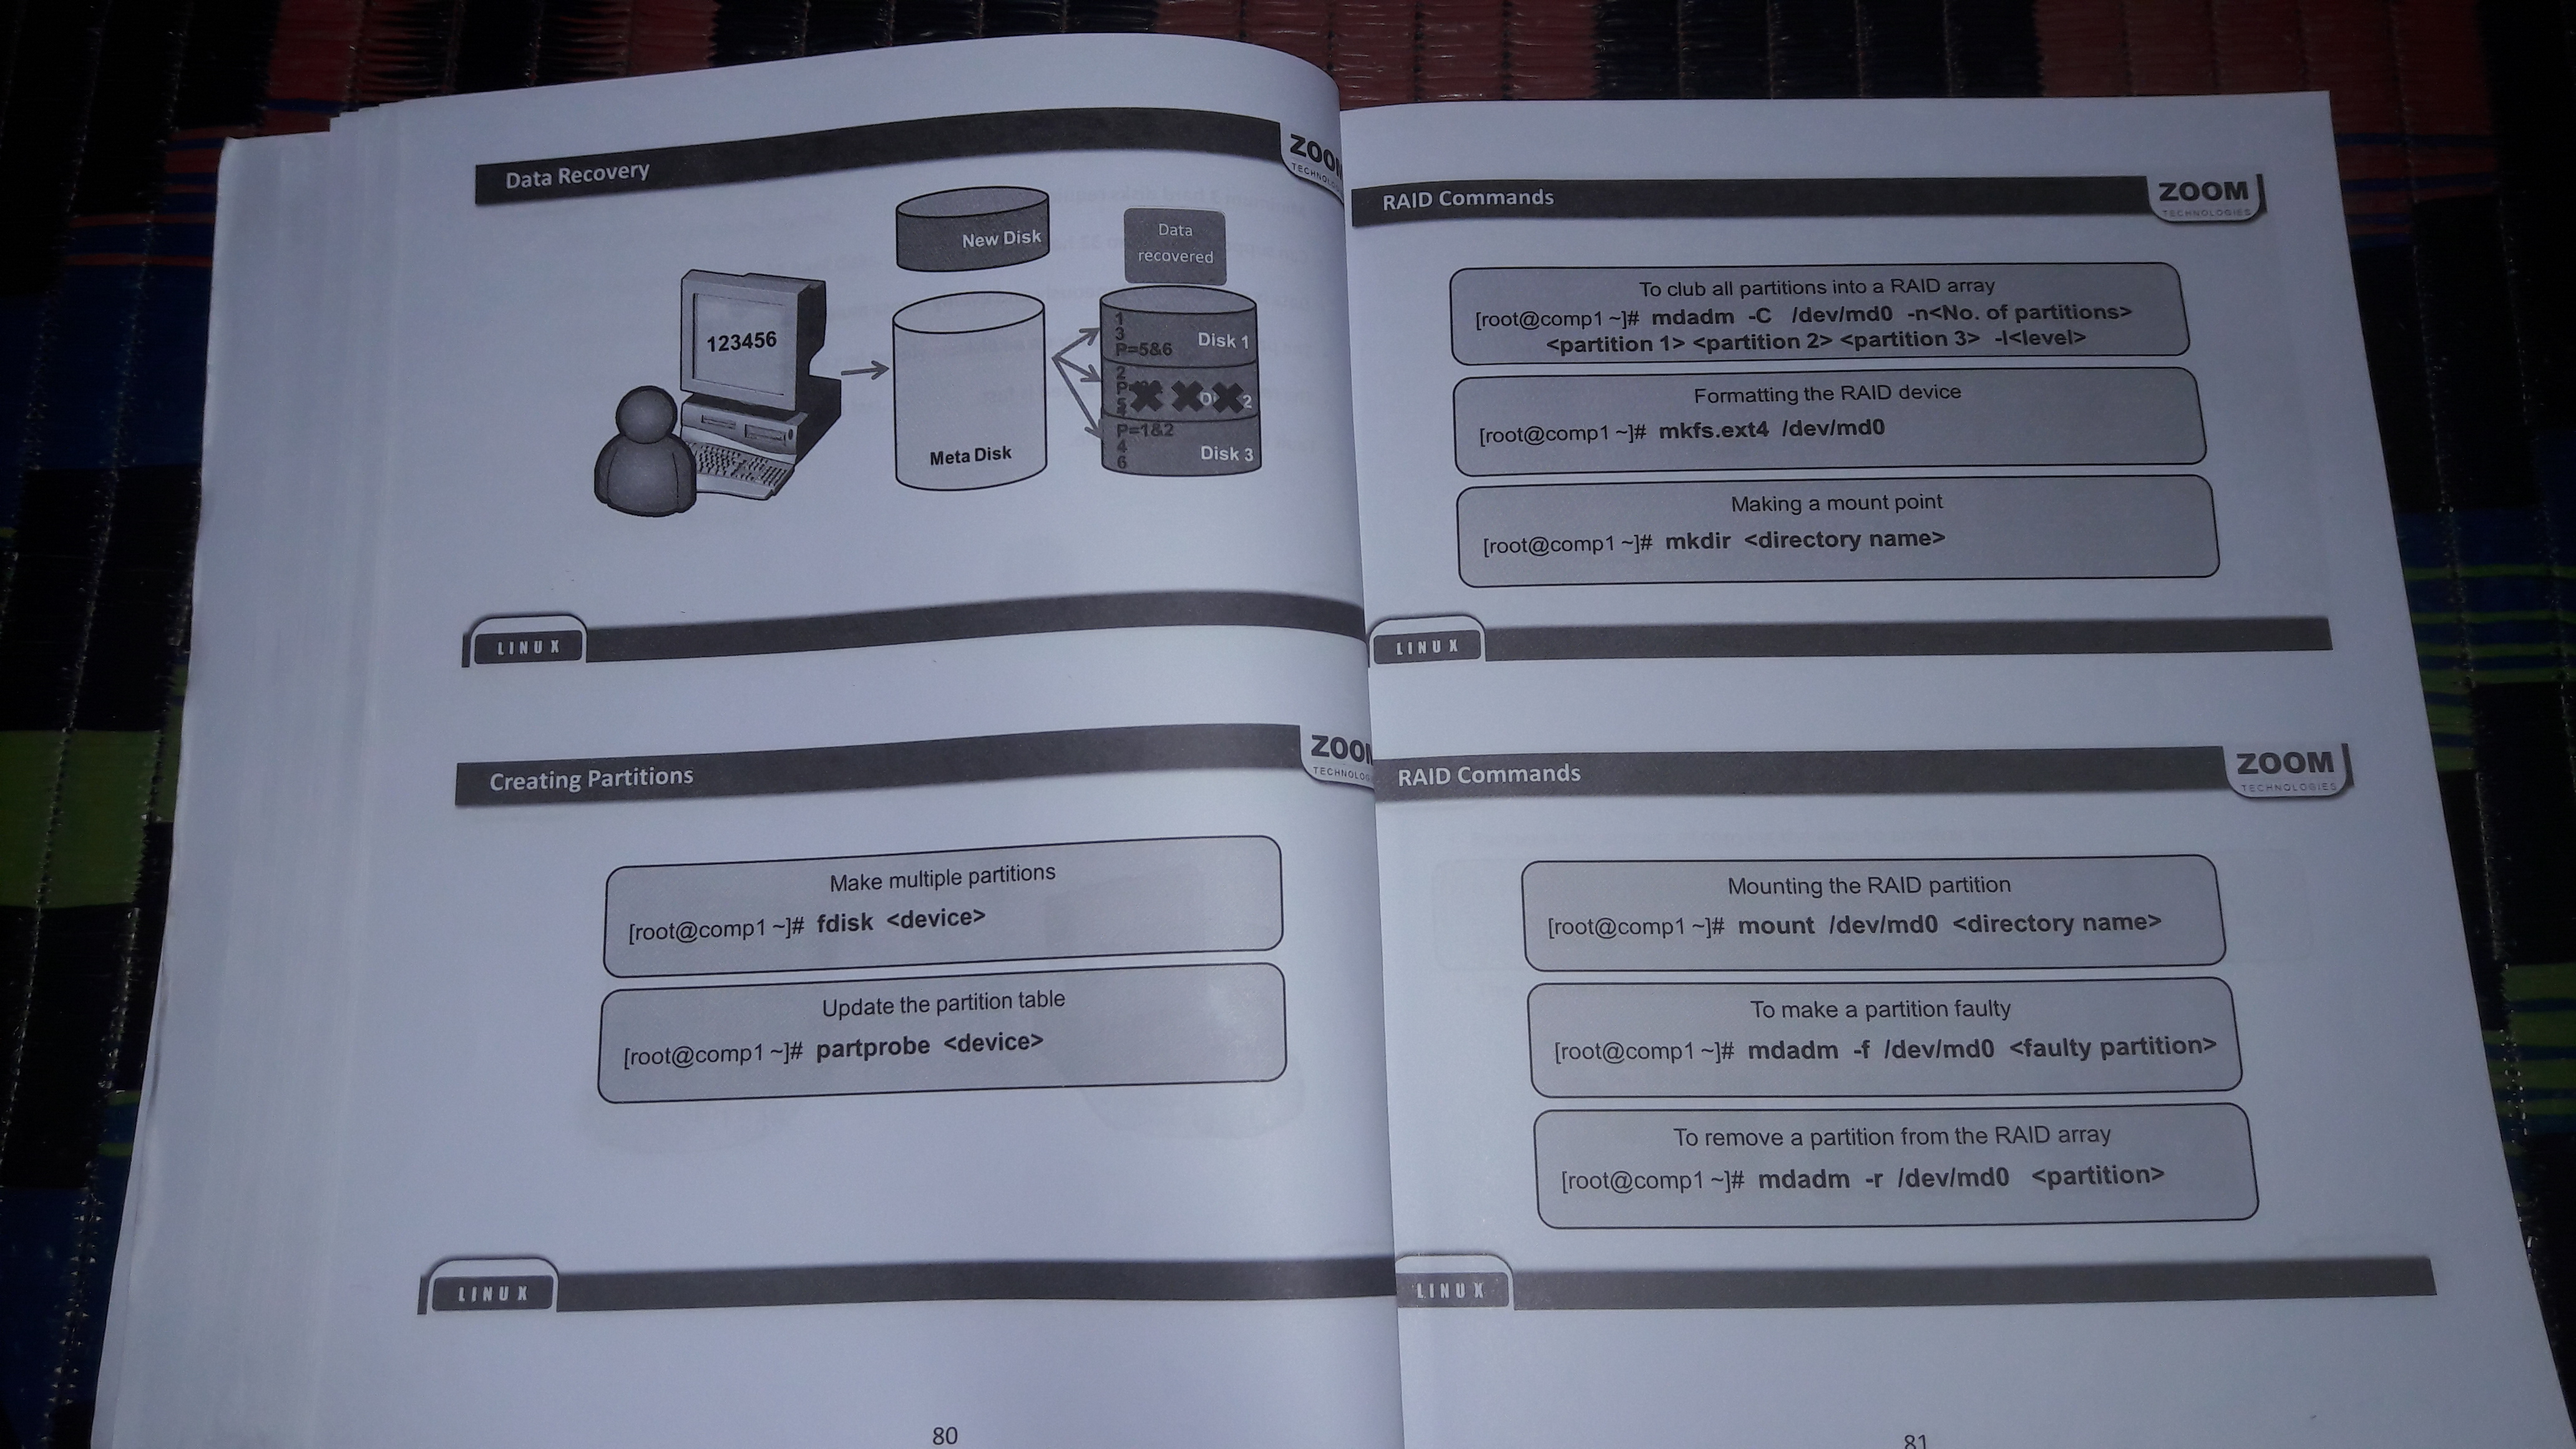 Data Recovery
ZOOM
TECHNOLO
New Disk
Data
recovered
123456
1
3
P=5&6
Disk 1
2
P
5
2
Meta Disk
P=1&2
4
6
Disk 3
LINUX
Creating Partitions
ZOOM
TECHNOLOG
Make multiple partitions
[root@comp1 ~]# fdisk <device>
Update the partition table
[root@comp1 ~]# partprobe <device>
LINUX
80
RAID Commands
ZOOM
TECHNOLOGIES
To club all partitions into a RAID array
[root@comp1 ~]# mdadm -C /dev/md0 -n<No. of partitions>
<partition 1> <partition 2> <partition 3> -l<level>
Formatting the RAID device
[root@comp1 ~]# mkfs.ext4 /dev/md0
Making a mount point
[root@comp1 ~]# mkdir <directory name>
LINUX
RAID Commands
ZOOM
TECHNOLOGIES
Mounting the RAID partition
[root@comp1 ~]# mount /dev/md0 <directory name>
To make a partition faulty
[root@comp1 ~]# mdadm -f /dev/md0 <faulty partition>
To remove a partition from the RAID array
[root@comp1 ~]# mdadm -r /dev/md0 <partition>
LINUX
81